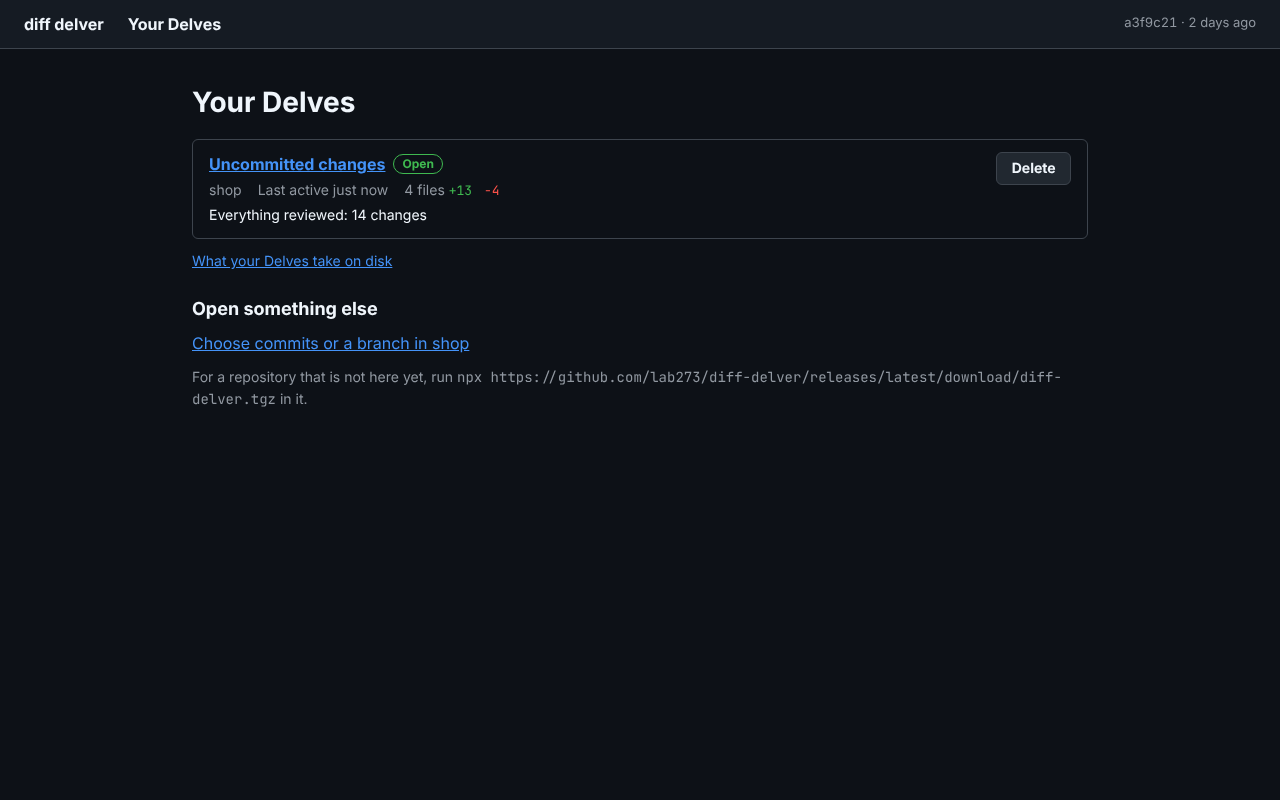 diff delver Your Delves a3f9c21 · 2 days ago
Your Delves
Uncommitted changes Open Delete
shop Last active just now 4 files +13 -4
Everything reviewed: 14 changes
What your Delves take on disk
Open something else
Choose commits or a branch in shop
For a repository that is not here yet, run npx https://github.com/lab273/diff-delver/releases/latest/download/diff-
delver.tgz in it.